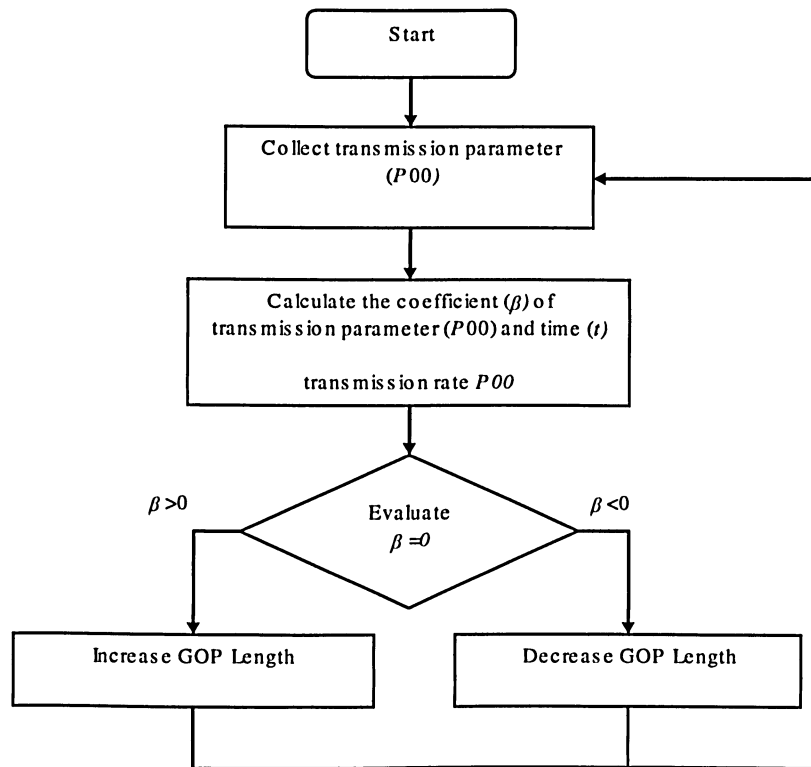 Start
Collect transmission parameter
(P00)
Calculate the coefficient (β) of
transmission parameter (P00) and time (t)
transmission rate P00
β >0
Evaluate
β =0
β <0
Increase GOP Length
Decrease GOP Length